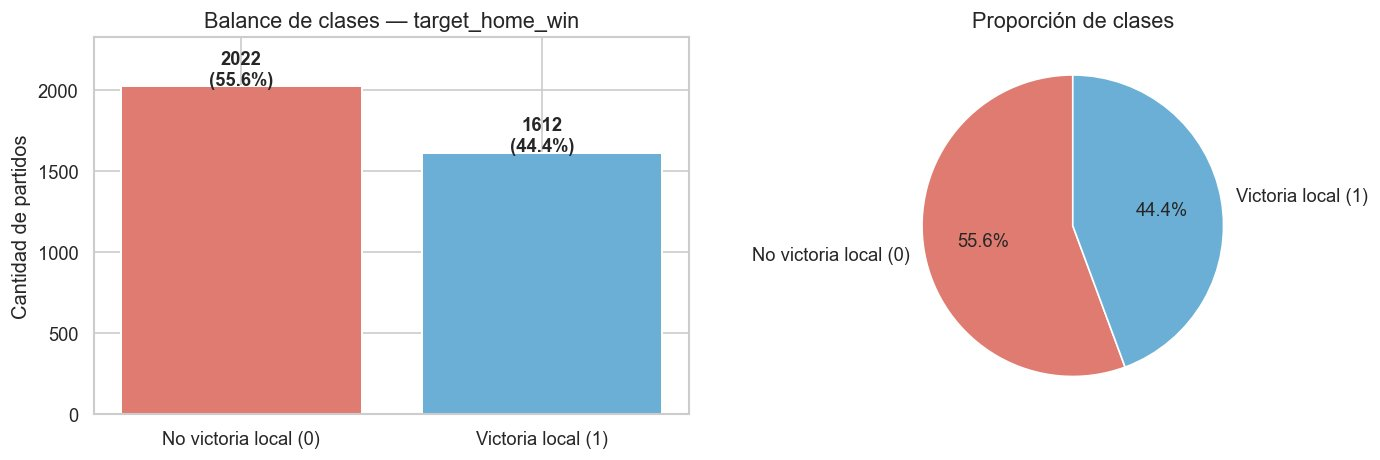 Balance de clases — target_home_win
Cantidad de partidos
2000
1500
1000
500
0
2022
(55.6%)
1612
(44.4%)
No victoria local (0)
Victoria local (1)
Proporción de clases
44.4%
Victoria local (1)
55.6%
No victoria local (0)